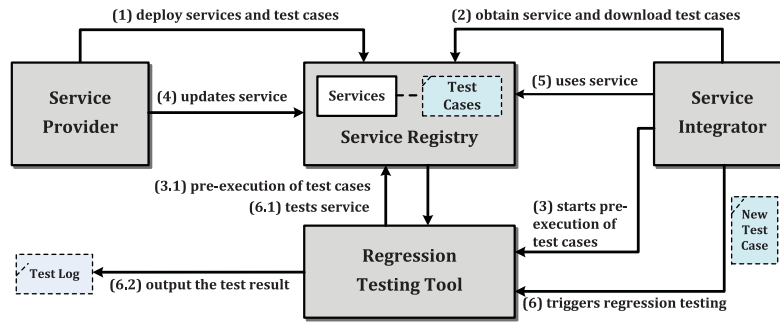 (1) deploy services and test cases
(2) obtain service and download test cases
Service
Provider
(4) updates service
Services
Test
Cases
Service Registry
(5) uses service
Service
Integrator
(3.1) pre-execution of test cases
(6.1) tests service
(3) starts pre-
execution of
test cases
New
Test
Case
Test Log
(6.2) output the test result
Regression
Testing Tool
(6) triggers regression testing